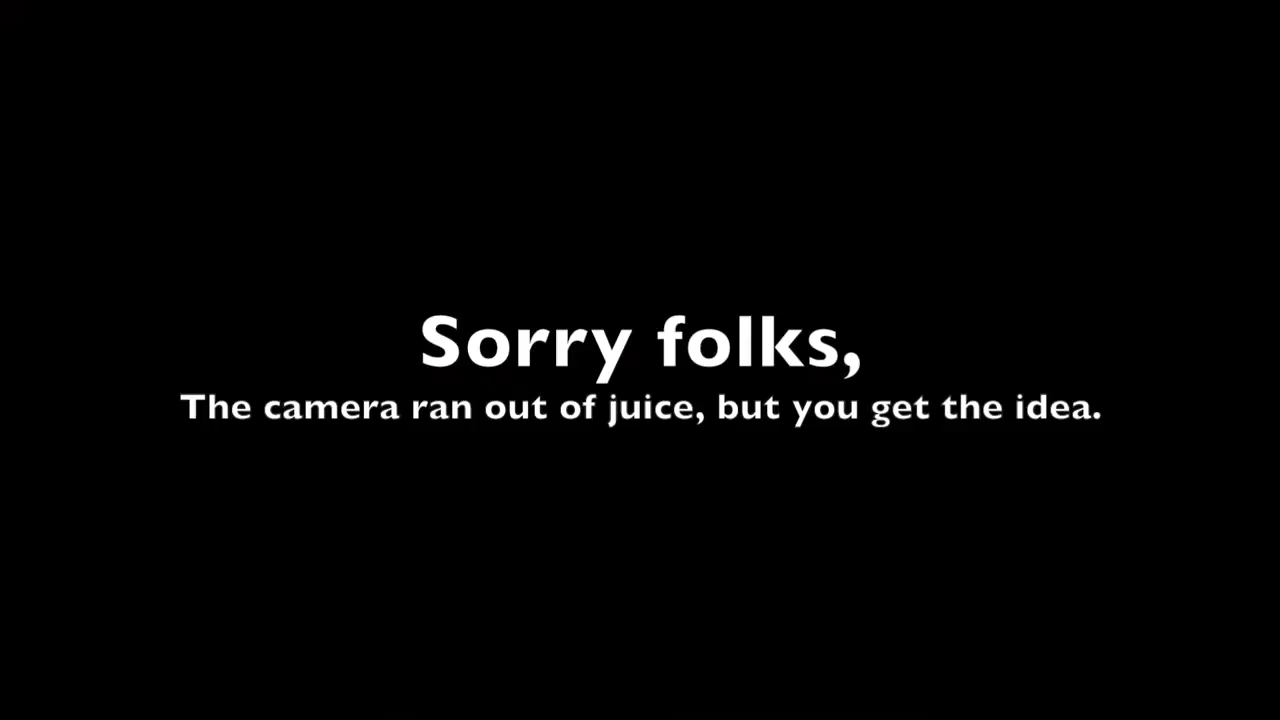 Sorry folks,
The camera ran out of juice, but you get the idea.